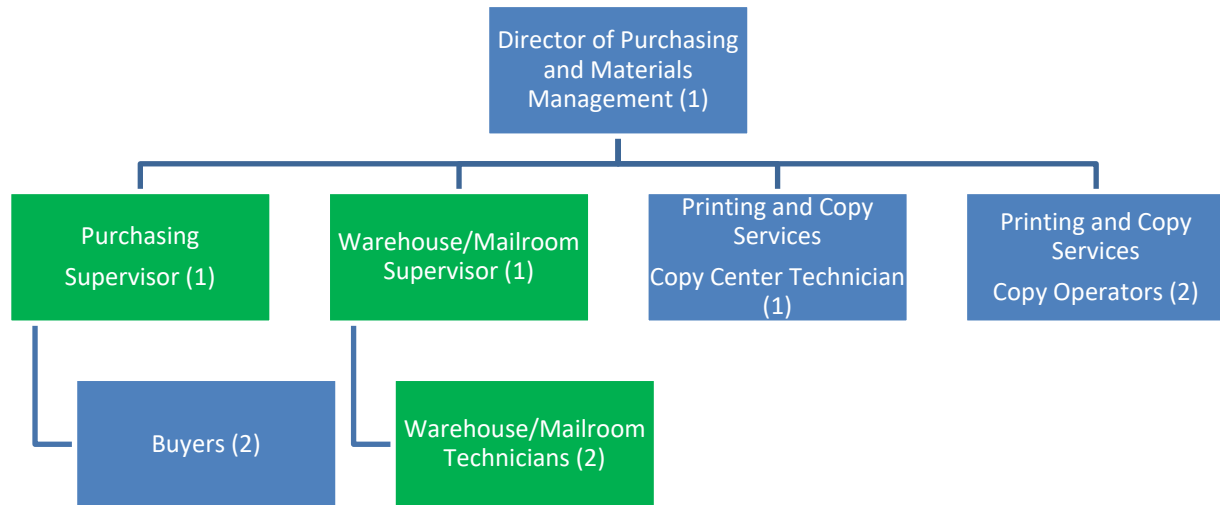 Director of Purchasing
and Materials
Management (1)
Purchasing
Supervisor (1)
Warehouse/Mailroom
Supervisor (1)
Printing and Copy
Services
Copy Center Technician
(1)
Printing and Copy
Services
Copy Operators (2)
Buyers (2)
Warehouse/Mailroom
Technicians (2)